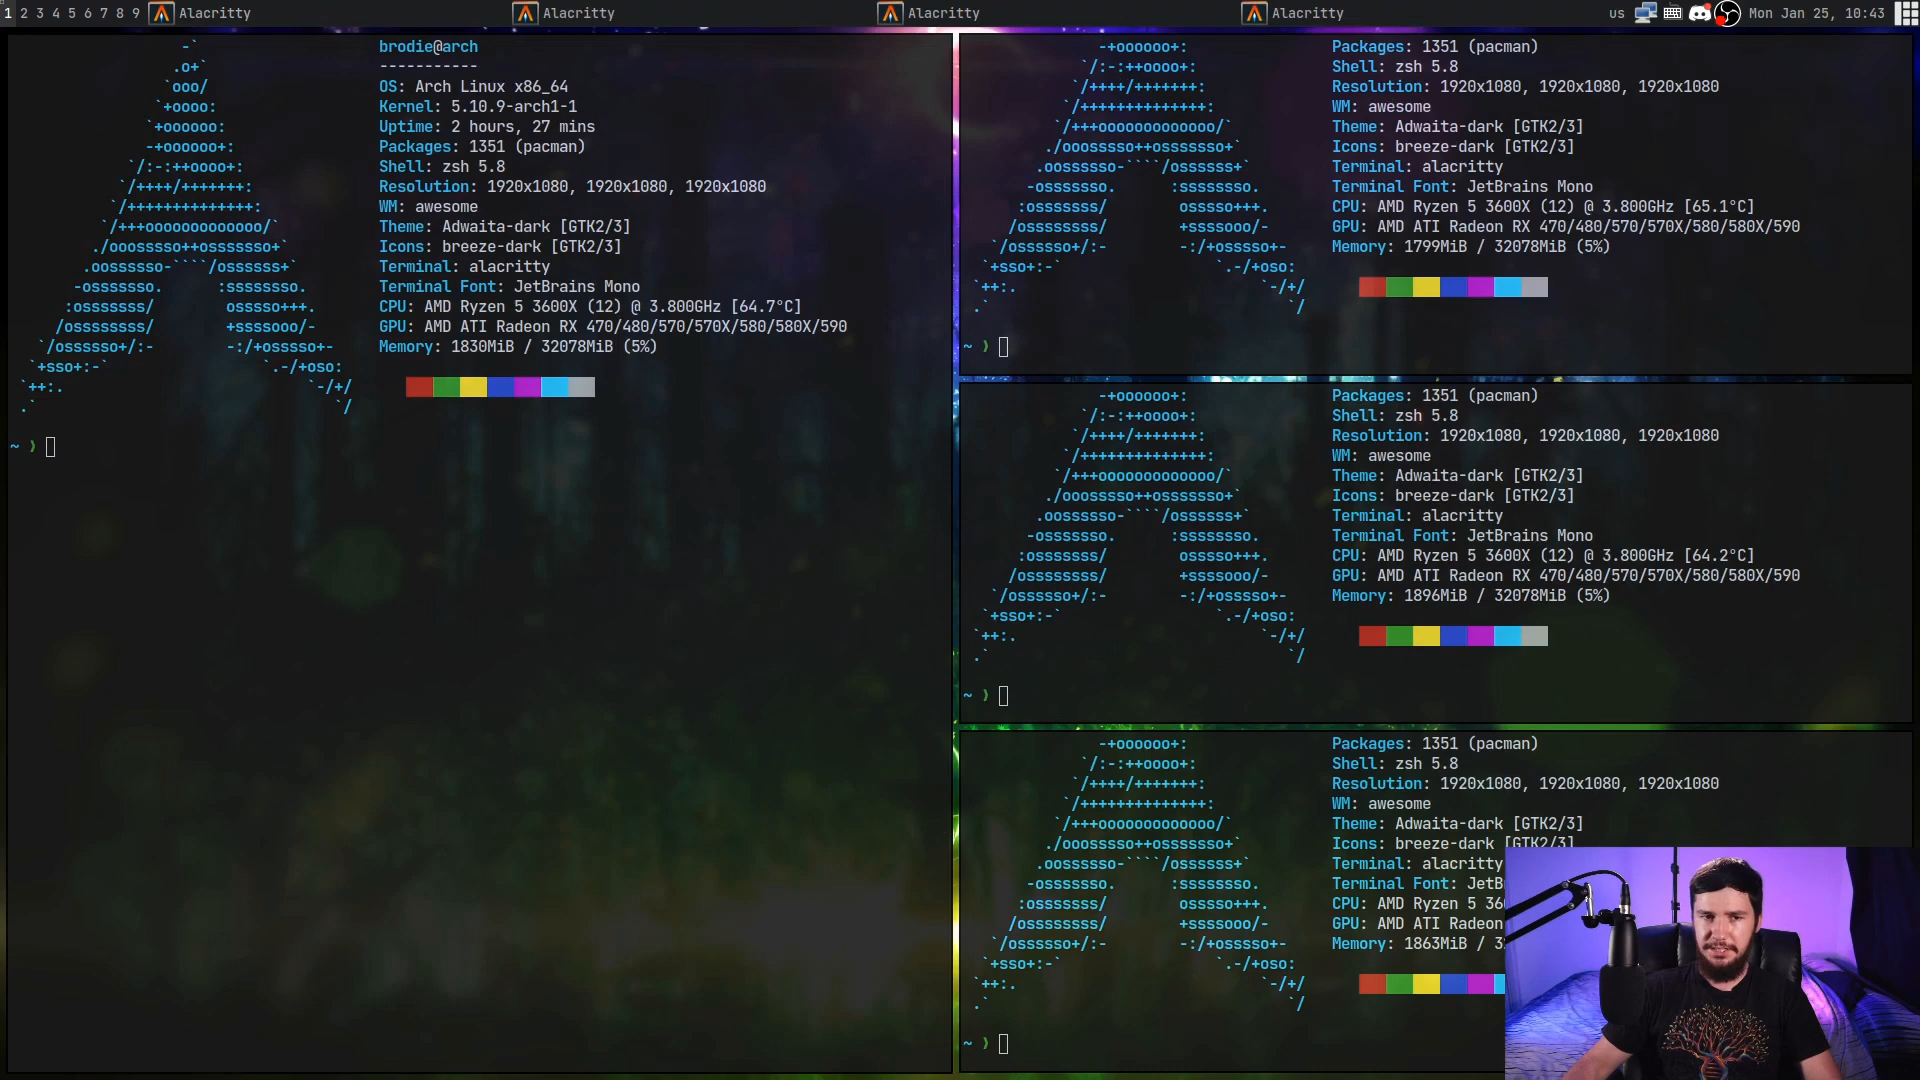 1 2 3 4 5 6 7 8 9 Alacritty Alacritty Alacritty Alacritty us Mon Jan 25, 10:43
brodie@arch
-----------
OS: Arch Linux x86_64
Kernel: 5.10.9-arch1-1
Uptime: 2 hours, 27 mins
Packages: 1351 (pacman)
Shell: zsh 5.8
Resolution: 1920x1080, 1920x1080, 1920x1080
WM: awesome
Theme: Adwaita-dark [GTK2/3]
Icons: breeze-dark [GTK2/3]
Terminal: alacritty
Terminal Font: JetBrains Mono
CPU: AMD Ryzen 5 3600X (12) @ 3.800GHz [64.7°C]
GPU: AMD ATI Radeon RX 470/480/570/570X/580/580X/590
Memory: 1830MiB / 32078MiB (5%)
~ ❯
Packages: 1351 (pacman)
Shell: zsh 5.8
Resolution: 1920x1080, 1920x1080, 1920x1080
WM: awesome
Theme: Adwaita-dark [GTK2/3]
Icons: breeze-dark [GTK2/3]
Terminal: alacritty
Terminal Font: JetBrains Mono
CPU: AMD Ryzen 5 3600X (12) @ 3.800GHz [65.1°C]
GPU: AMD ATI Radeon RX 470/480/570/570X/580/580X/590
Memory: 1799MiB / 32078MiB (5%)
~ ❯
Packages: 1351 (pacman)
Shell: zsh 5.8
Resolution: 1920x1080, 1920x1080, 1920x1080
WM: awesome
Theme: Adwaita-dark [GTK2/3]
Icons: breeze-dark [GTK2/3]
Terminal: alacritty
Terminal Font: JetBrains Mono
CPU: AMD Ryzen 5 3600X (12) @ 3.800GHz [64.2°C]
GPU: AMD ATI Radeon RX 470/480/570/570X/580/580X/590
Memory: 1896MiB / 32078MiB (5%)
~ ❯
Packages: 1351 (pacman)
Shell: zsh 5.8
Resolution: 1920x1080, 1920x1080, 1920x1080
WM: awesome
Theme: Adwaita-dark [GTK2/3]
Icons: breeze-dark [GTK2/3]
Terminal: alacritty
Terminal Font: JetB
CPU: AMD Ryzen 5 36
GPU: AMD ATI Radeon
Memory: 1863MiB / 3
~ ❯